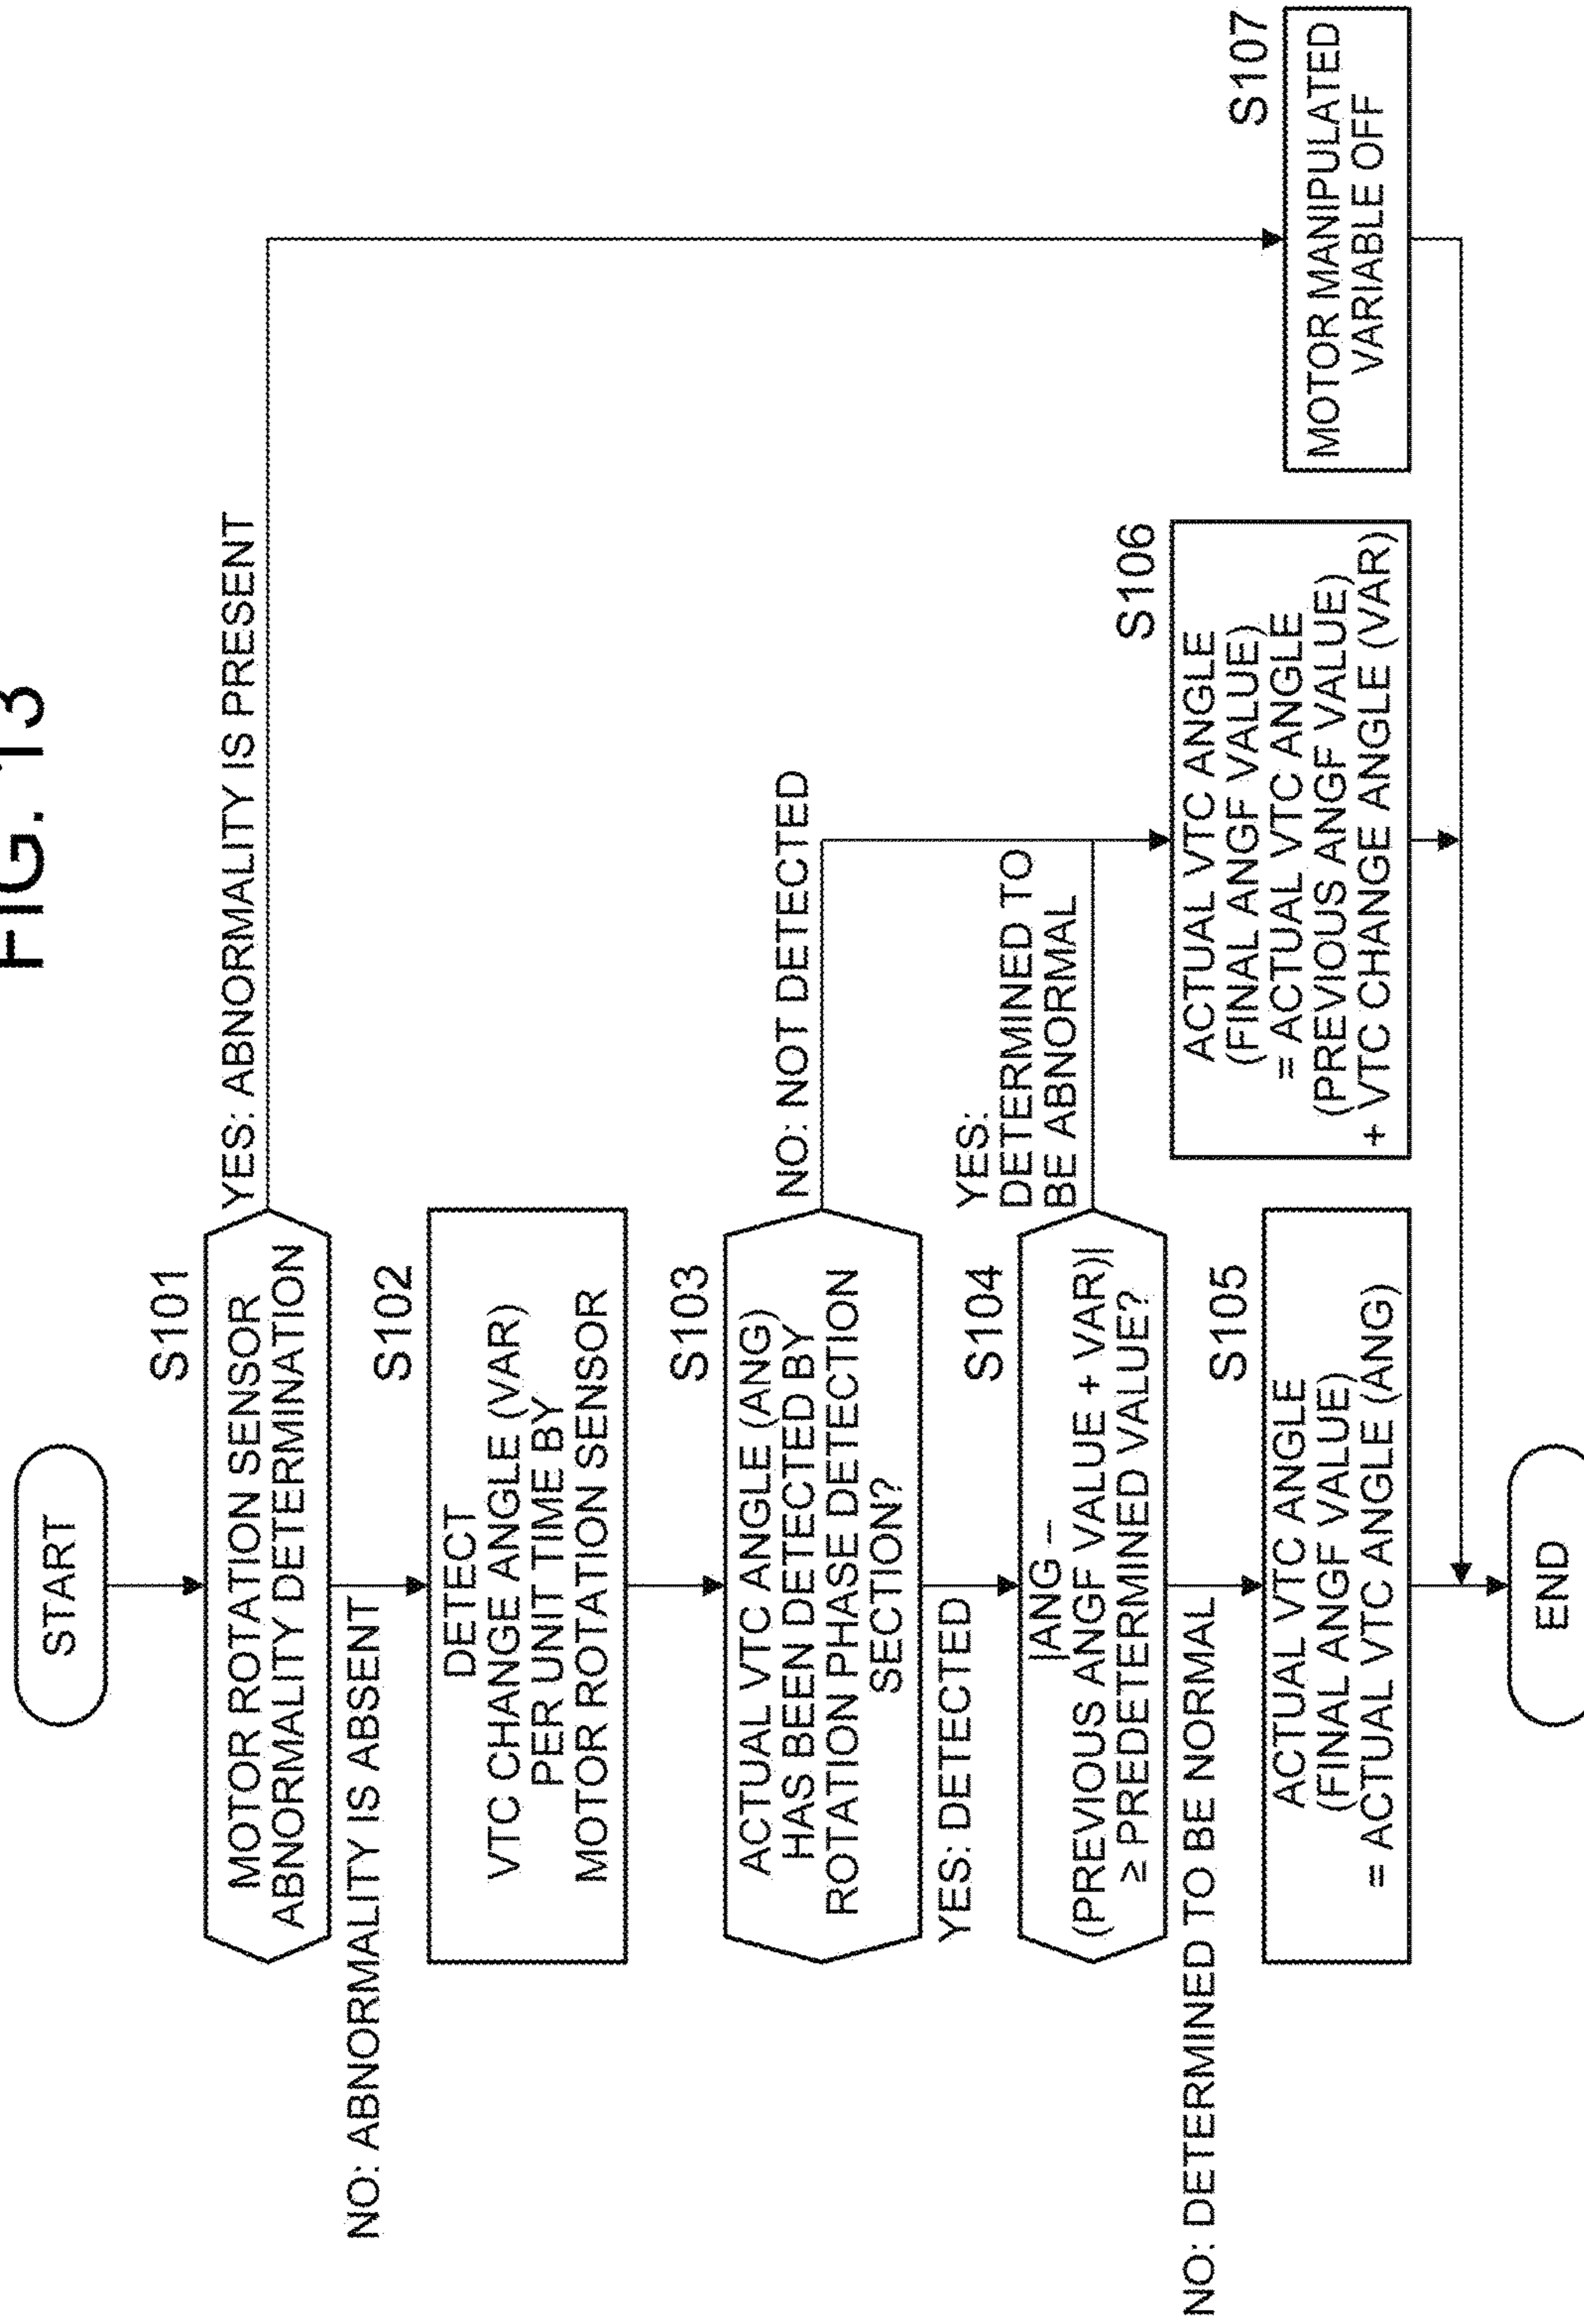 FIG. 13
START
S101
MOTOR ROTATION SENSOR
ABNORMALITY DETERMINATION
YES: ABNORMALITY IS PRESENT
NO: ABNORMALITY IS ABSENT
S102
DETECT
VTC CHANGE ANGLE (VAR)
PER UNIT TIME BY
MOTOR ROTATION SENSOR
S103
ACTUAL VTC ANGLE (ANG)
HAS BEEN DETECTED BY
ROTATION PHASE DETECTION
SECTION?
NO: NOT DETECTED
YES: DETECTED
S104
|ANG –
(PREVIOUS ANGF VALUE + VAR)|
≥ PREDETERMINED VALUE?
YES:
DETERMINED TO
BE ABNORMAL
NO: DETERMINED TO BE NORMAL
S105
ACTUAL VTC ANGLE
(FINAL ANGF VALUE)
= ACTUAL VTC ANGLE (ANG)
S106
ACTUAL VTC ANGLE
(FINAL ANGF VALUE)
= ACTUAL VTC ANGLE
(PREVIOUS ANGF VALUE)
+ VTC CHANGE ANGLE (VAR)
S107
MOTOR MANIPULATED
VARIABLE OFF
END